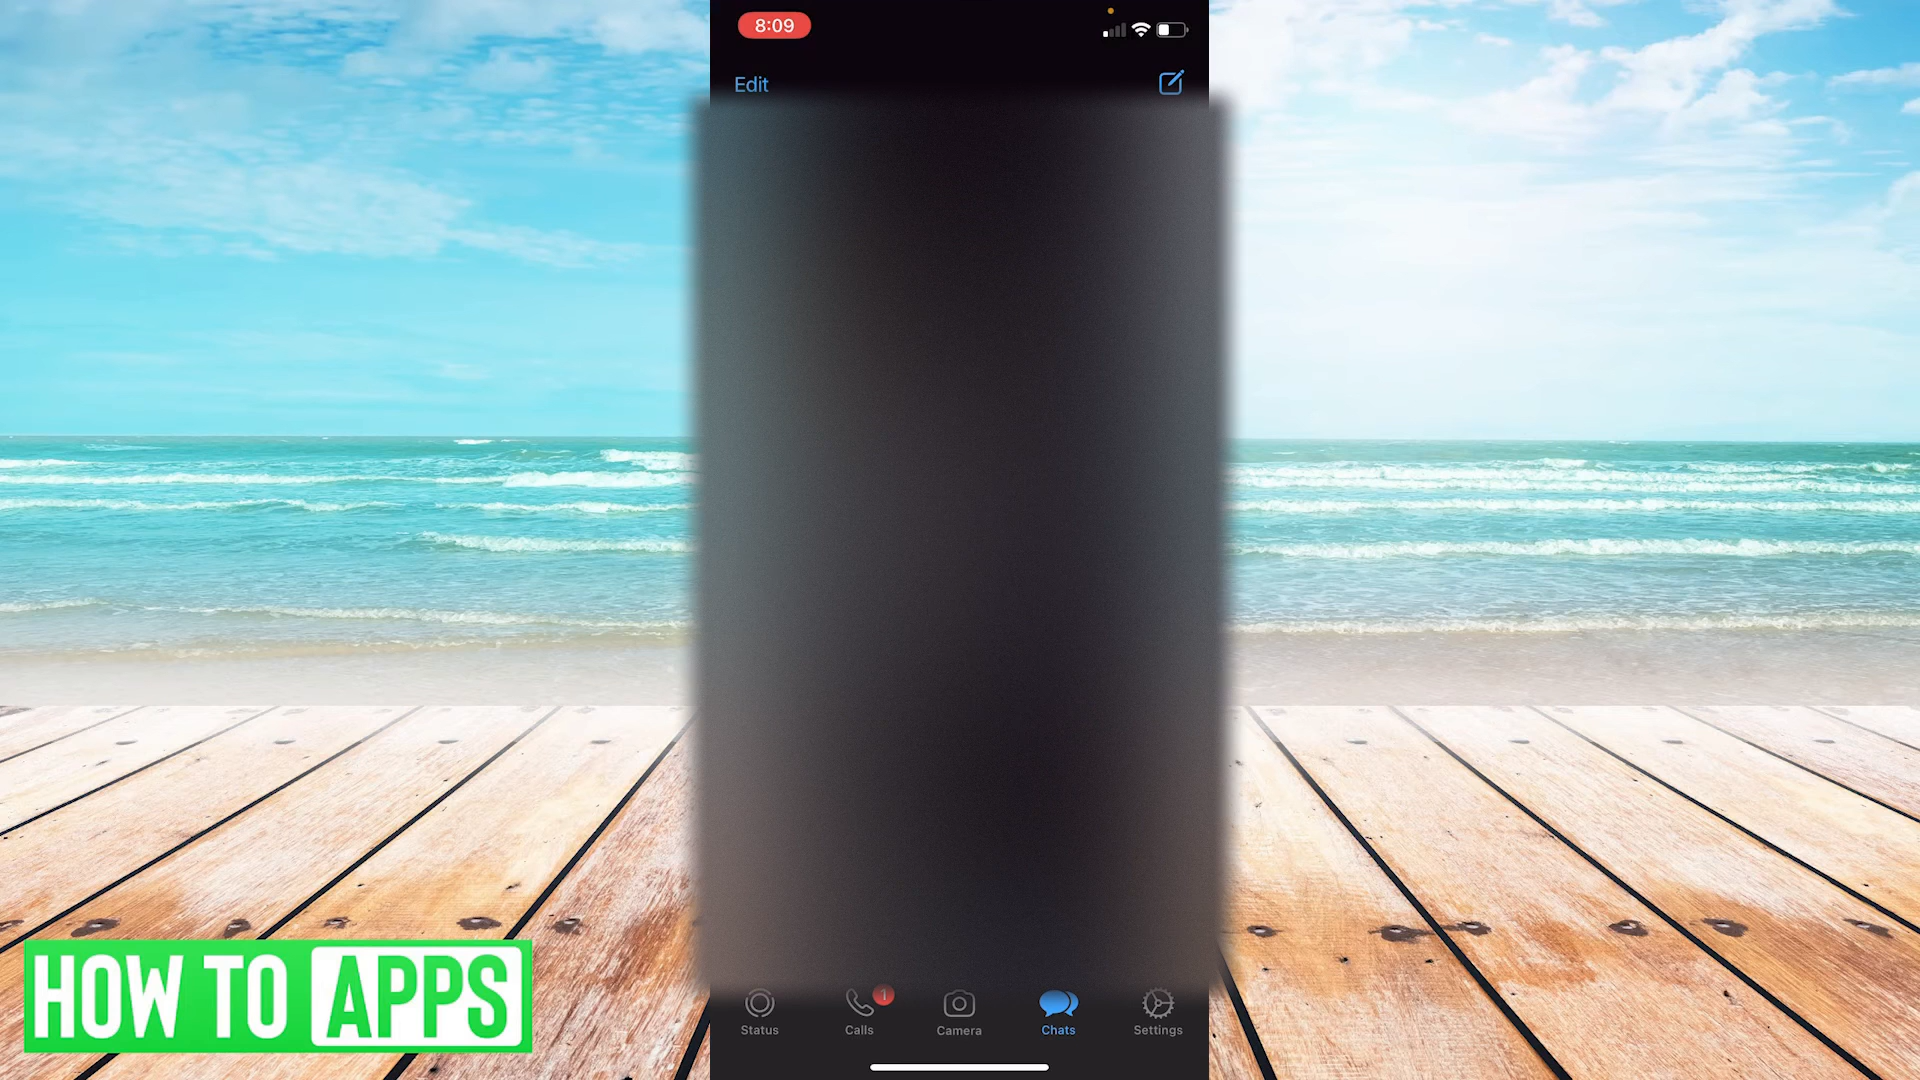 8:09
Edit
Status
Calls
1
Camera
Chats
Settings
HOW TO APPS